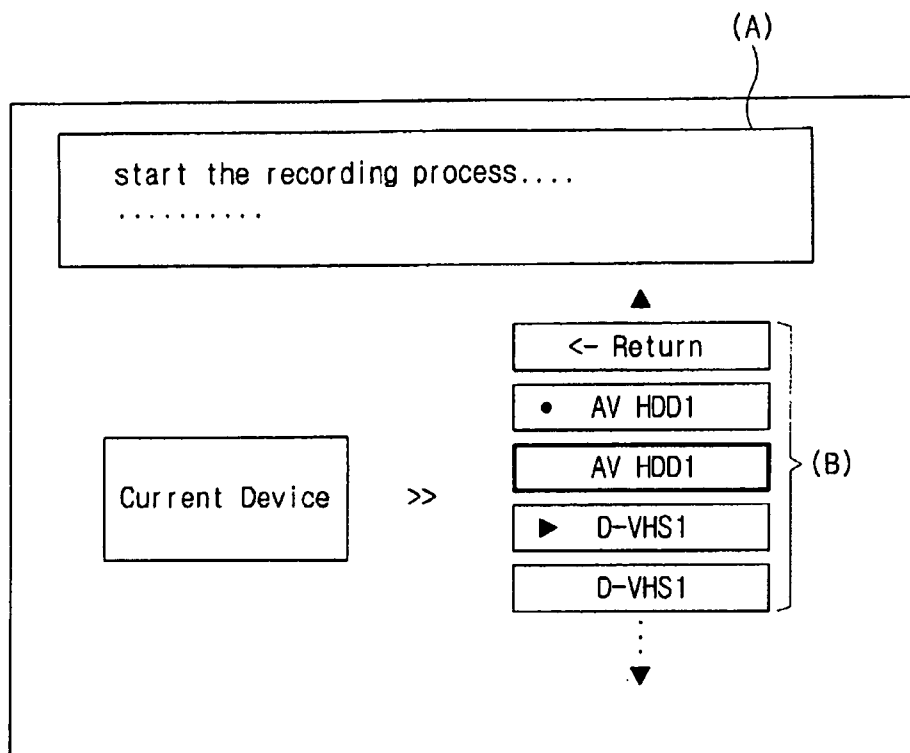 (A)
start the recording process....
..........
<- Return
• AV HDD1
AV HDD1
(B)
Current Device >>
▶ D-VHS1
D-VHS1